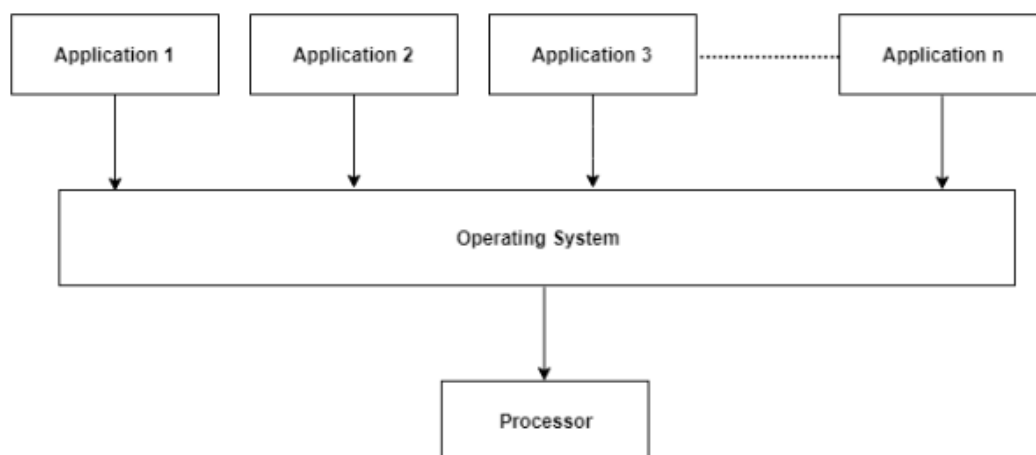 Application 1
Application 2
Application 3
Application n
Operating System
Processor